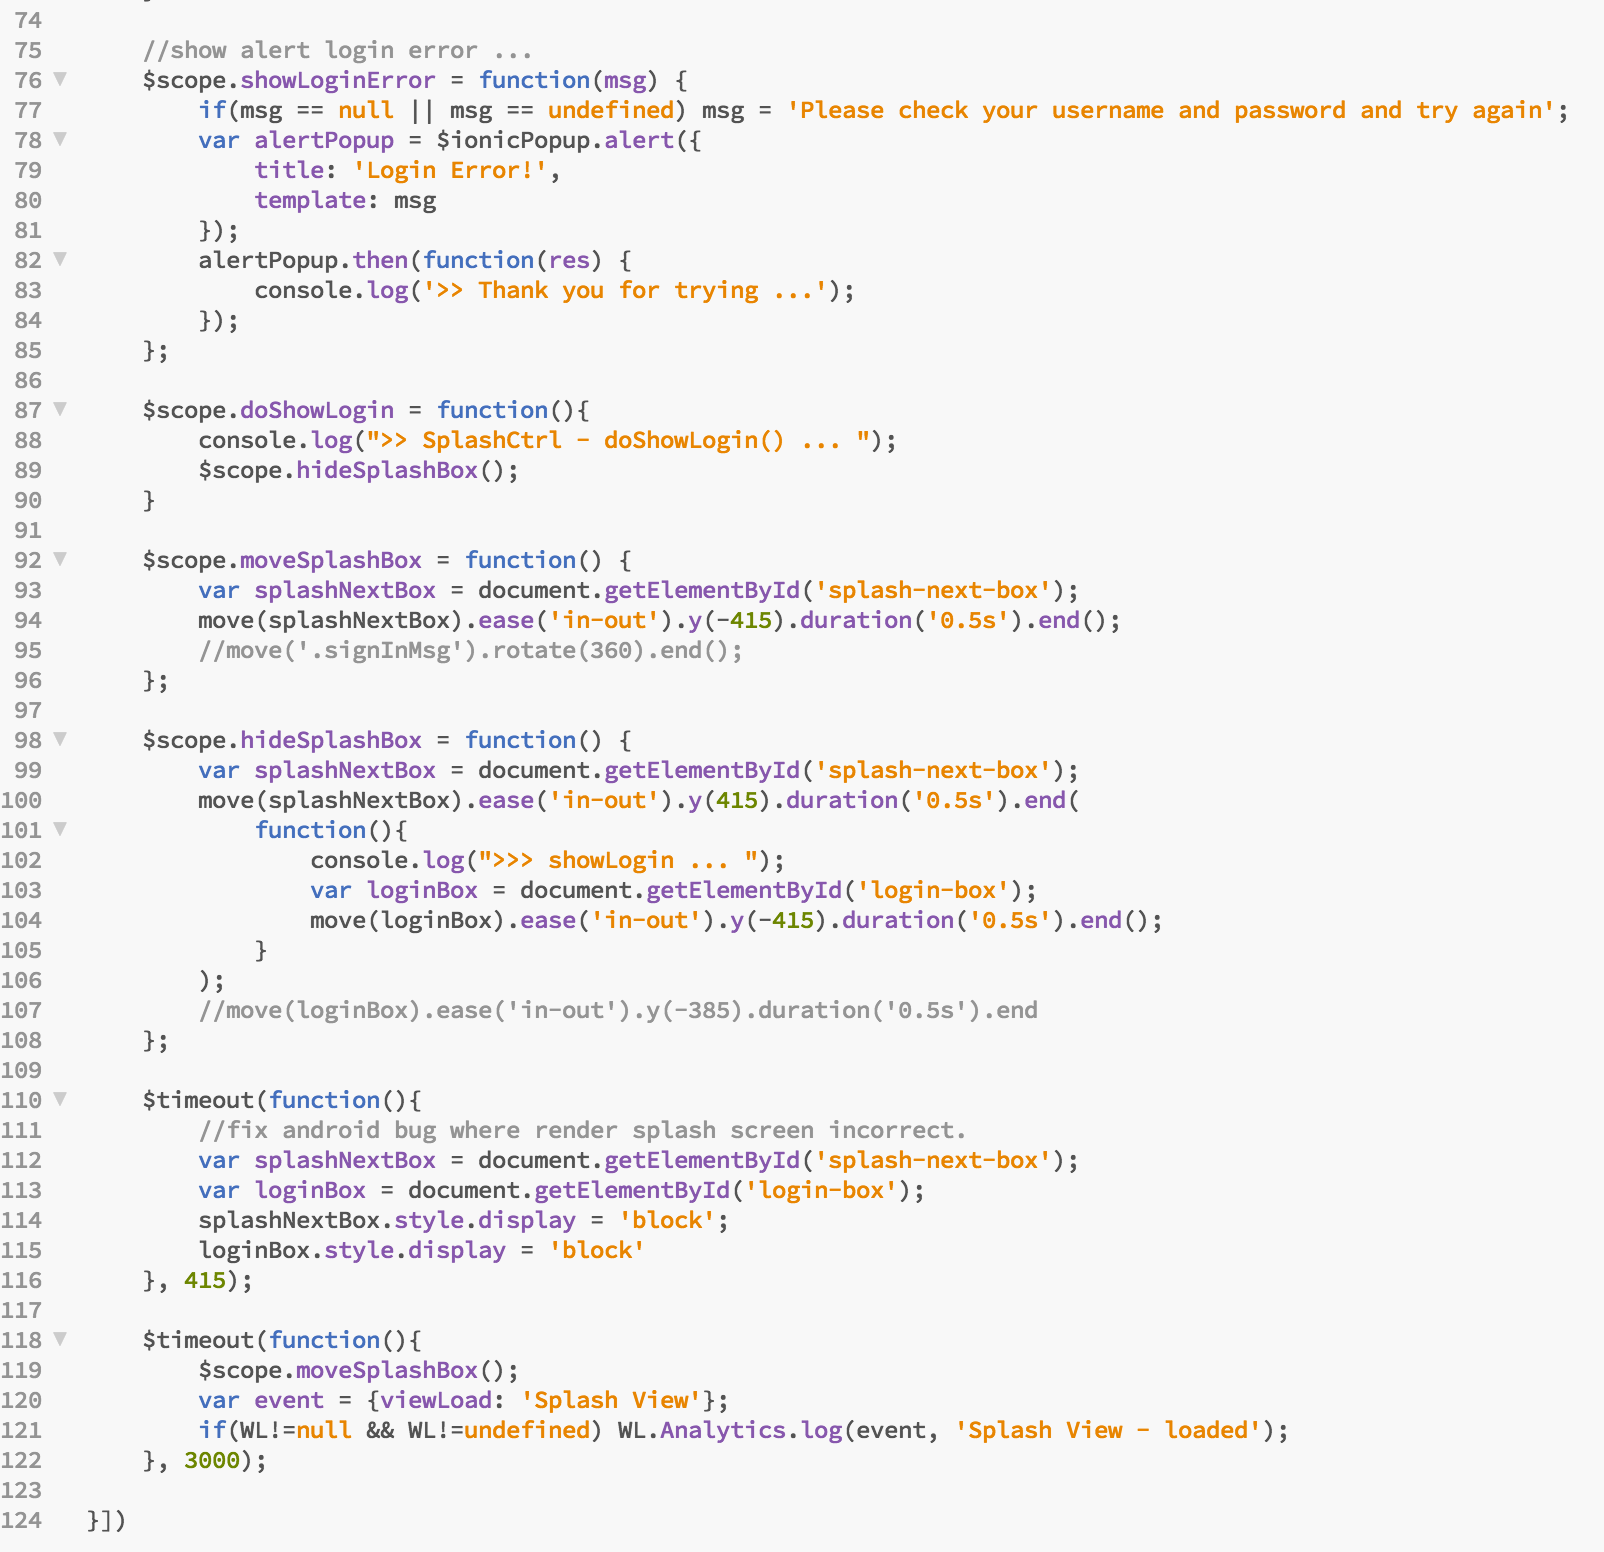 74
75 //show alert login error ...
76 $scope.showLoginError = function(msg) {
77 if(msg == null || msg == undefined) msg = 'Please check your username and password and try again';
78 var alertPopup = $ionicPopup.alert({
79 title: 'Login Error!',
80 template: msg
81 });
82 alertPopup.then(function(res) {
83 console.log('>> Thank you for trying ...');
84 });
85 };
86
87 $scope.doShowLogin = function(){
88 console.log(">> SplashCtrl - doShowLogin() ... ");
89 $scope.hideSplashBox();
90 }
91
92 $scope.moveSplashBox = function() {
93 var splashNextBox = document.getElementById('splash-next-box');
94 move(splashNextBox).ease('in-out').y(-415).duration('0.5s').end();
95 //move('.signInMsg').rotate(360).end();
96 };
97
98 $scope.hideSplashBox = function() {
99 var splashNextBox = document.getElementById('splash-next-box');
100 move(splashNextBox).ease('in-out').y(415).duration('0.5s').end(
101 function(){
102 console.log(">>> showLogin ... ");
103 var loginBox = document.getElementById('login-box');
104 move(loginBox).ease('in-out').y(-415).duration('0.5s').end();
105 }
106 );
107 //move(loginBox).ease('in-out').y(-385).duration('0.5s').end
108 };
109
110 $timeout(function(){
111 //fix android bug where render splash screen incorrect.
112 var splashNextBox = document.getElementById('splash-next-box');
113 var loginBox = document.getElementById('login-box');
114 splashNextBox.style.display = 'block';
115 loginBox.style.display = 'block'
116 }, 415);
117
118 $timeout(function(){
119 $scope.moveSplashBox();
120 var event = {viewLoad: 'Splash View'};
121 if(WL!=null && WL!=undefined) WL.Analytics.log(event, 'Splash View - loaded');
122 }, 3000);
123
124 }])